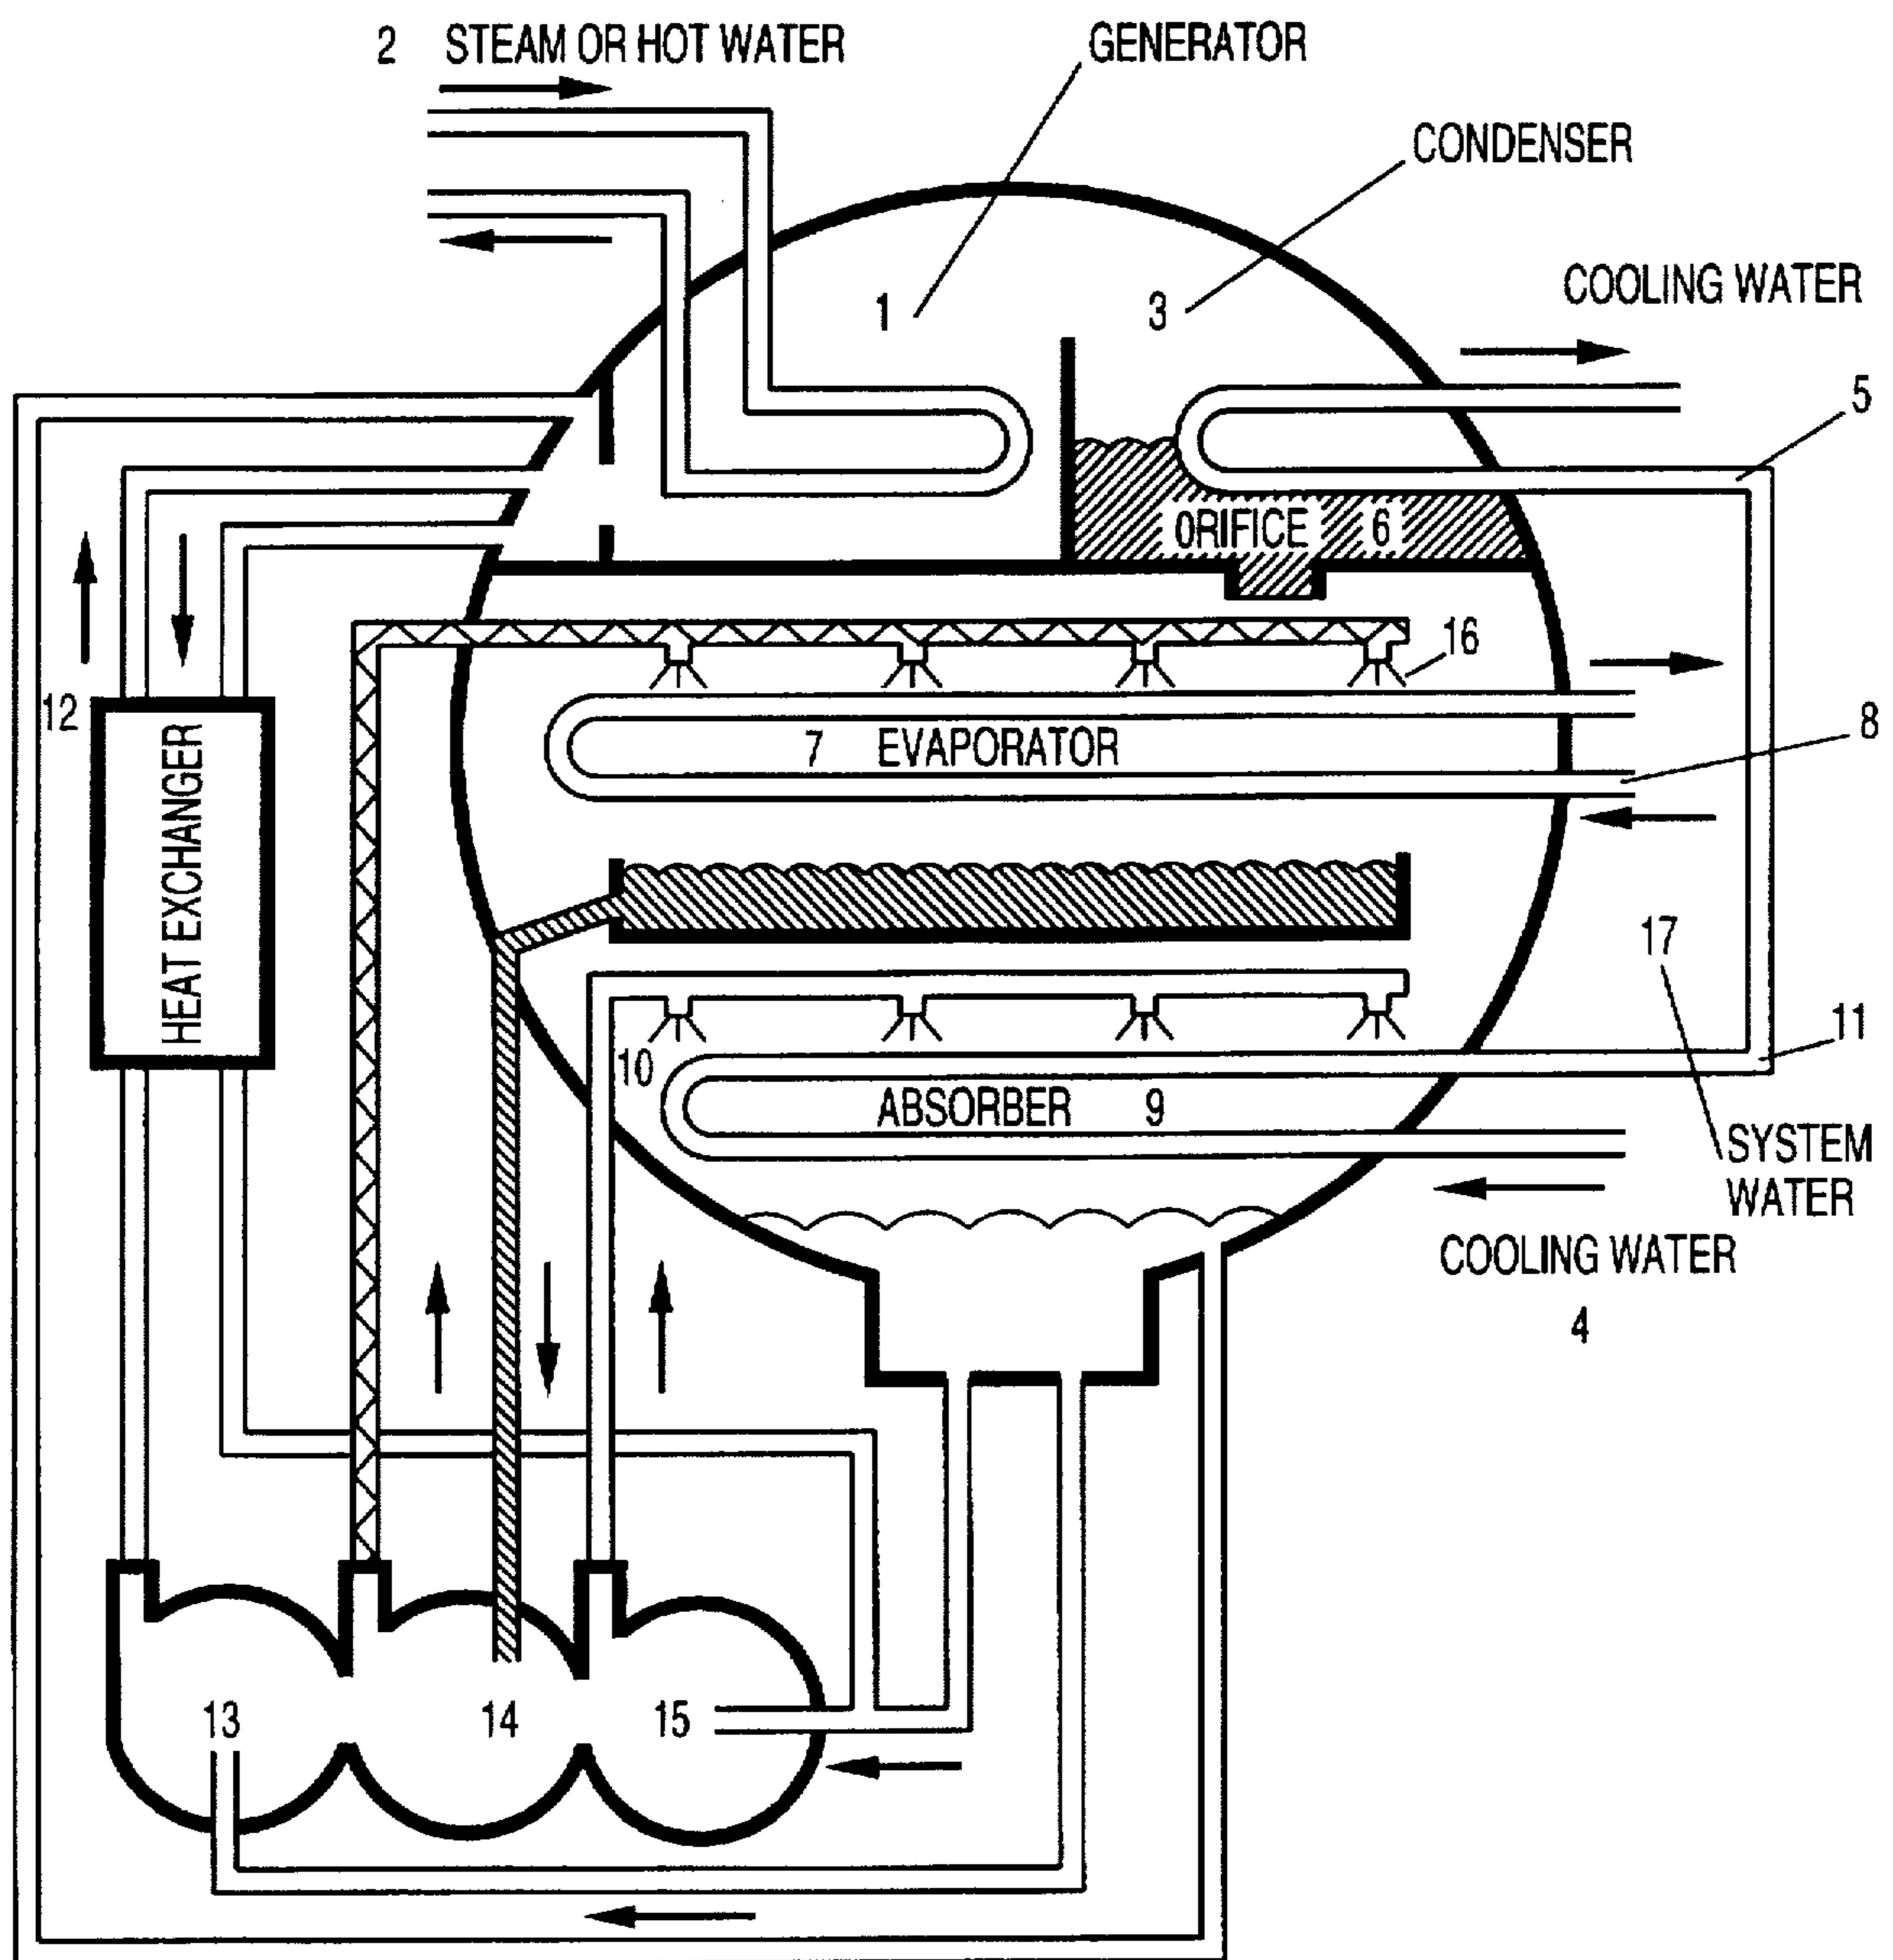 2 STEAM OR HOT WATER
GENERATOR
CONDENSER
COOLING WATER
1
3
5
ORIFICE 6
16
12
HEAT EXCHANGER
7 EVAPORATOR
8
17
11
10
ABSORBER 9
SYSTEM
WATER
COOLING WATER
4
13
14
15